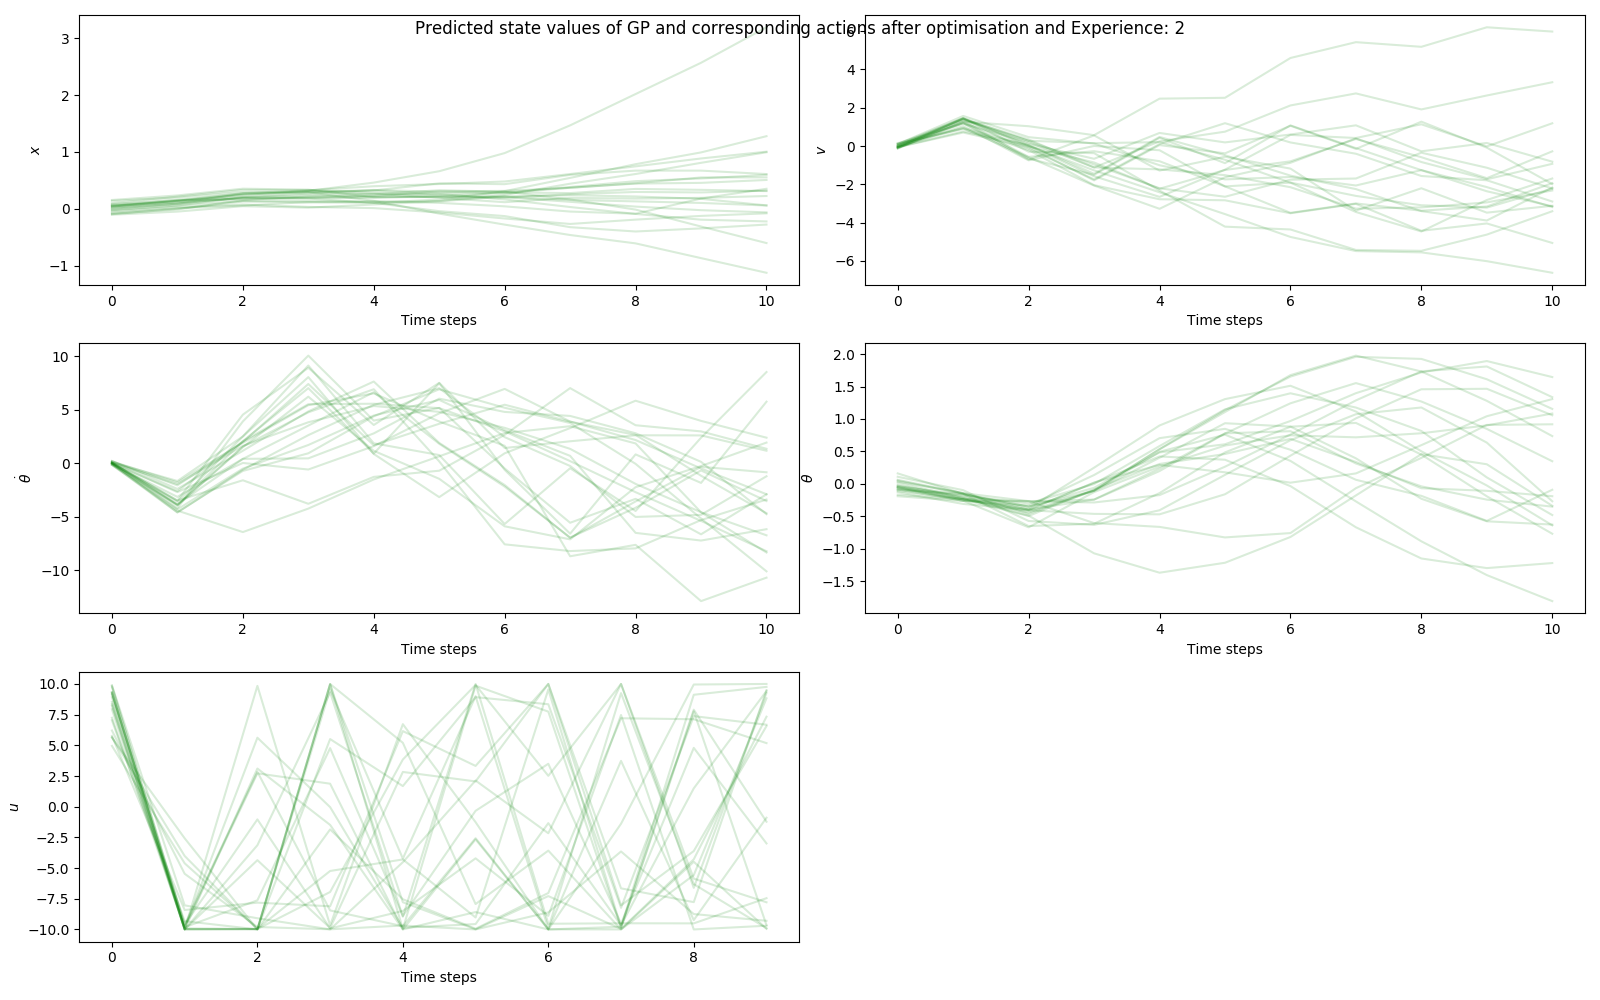 Predicted state values of GP and corresponding actions after optimisation and Experience: 2
3
2
1
0
−1
x
0 2 4 6 8 10
Time steps
6
4
2
0
−2
−4
−6
v
0 2 4 6 8 10
Time steps
10
5
0
−5
−10
θ̇
0 2 4 6 8 10
Time steps
2.0
1.5
1.0
0.5
0.0
−0.5
−1.0
−1.5
θ
0 2 4 6 8 10
Time steps
10.0
7.5
5.0
2.5
0.0
−2.5
−5.0
−7.5
−10.0
u
0 2 4 6 8
Time steps